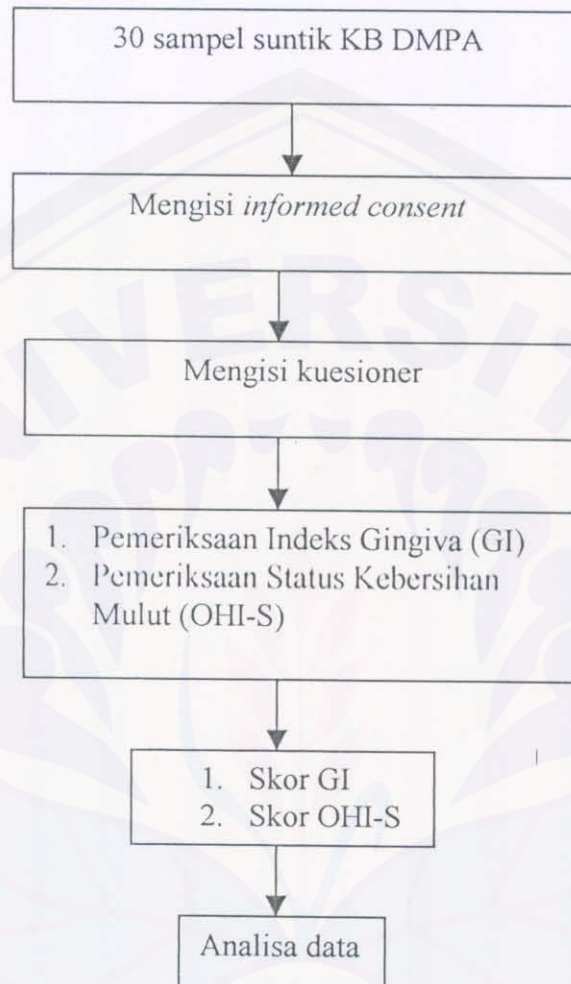 30 sampel suntik KB DMPA
Mengisi informed consent
Mengisi kuesioner
1. Pemeriksaan Indeks Gingiva (GI)
2. Pemeriksaan Status Kebersihan
Mulut (OHI-S)
1. Skor GI
2. Skor OHI-S
Analisa data